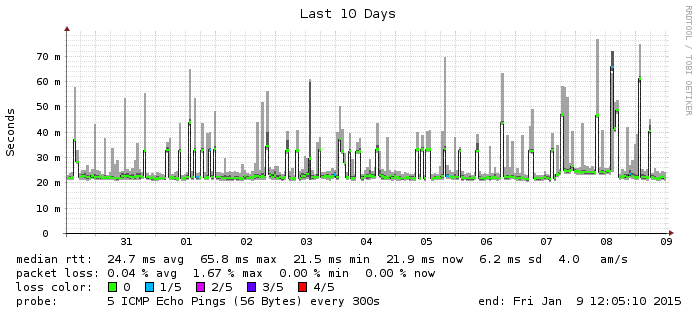 Last 10 Days
RRDTOOL / TOBI OETIKER
Seconds
70 m
60 m
50 m
40 m
30 m
20 m
10 m
0
31 01 02 03 04 05 06 07 08 09
median rtt: 24.7 ms avg 65.8 ms max 21.5 ms min 21.9 ms now 6.2 ms sd 4.0 am/s
packet loss: 0.04 % avg 1.67 % max 0.00 % min 0.00 % now
loss color: 0 1/5 2/5 3/5 4/5
probe: 5 ICMP Echo Pings (56 Bytes) every 300s end: Fri Jan 9 12:05:10 2015